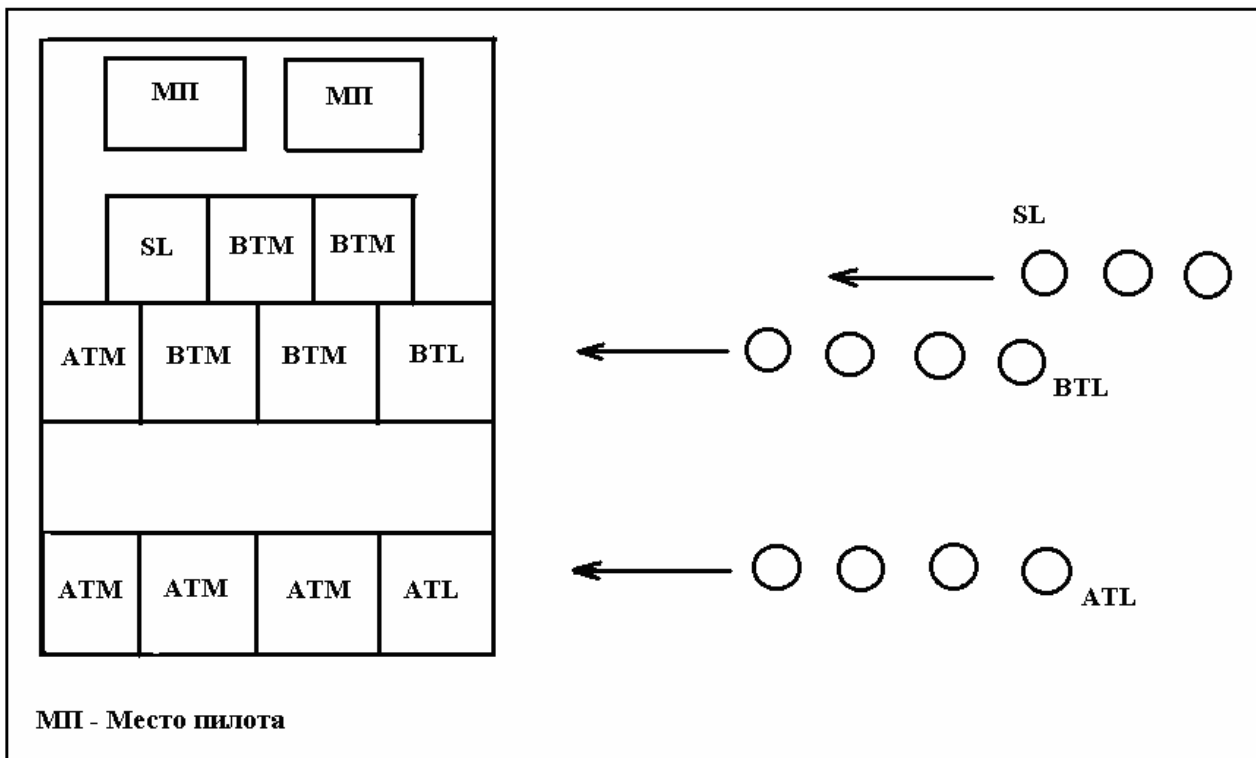 МП МП
SL
SL BTM BTM
ATM BTM BTM BTL
BTL
ATM ATM ATM ATL
ATL
МП - Место пилота